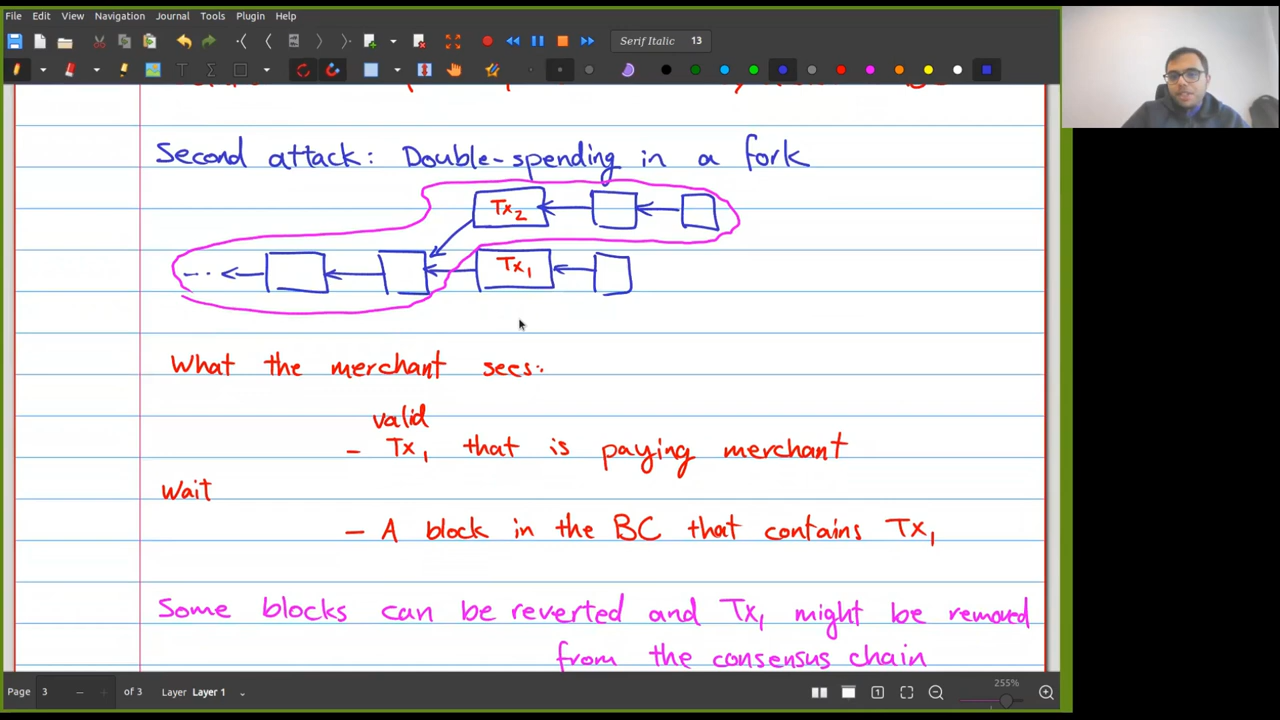 File Edit View Navigation Journal Tools Plugin Help
Serif Italic 13
Second attack: Double-spending in a fork
Tx2
... Tx1
What the merchant sees:
valid
- Tx1 that is paying merchant
Wait
- A block in the BC that contains Tx1
Some blocks can be reverted and Tx1 might be removed
from the consensus chain
Page 3 of 3 Layer Layer 1 255%